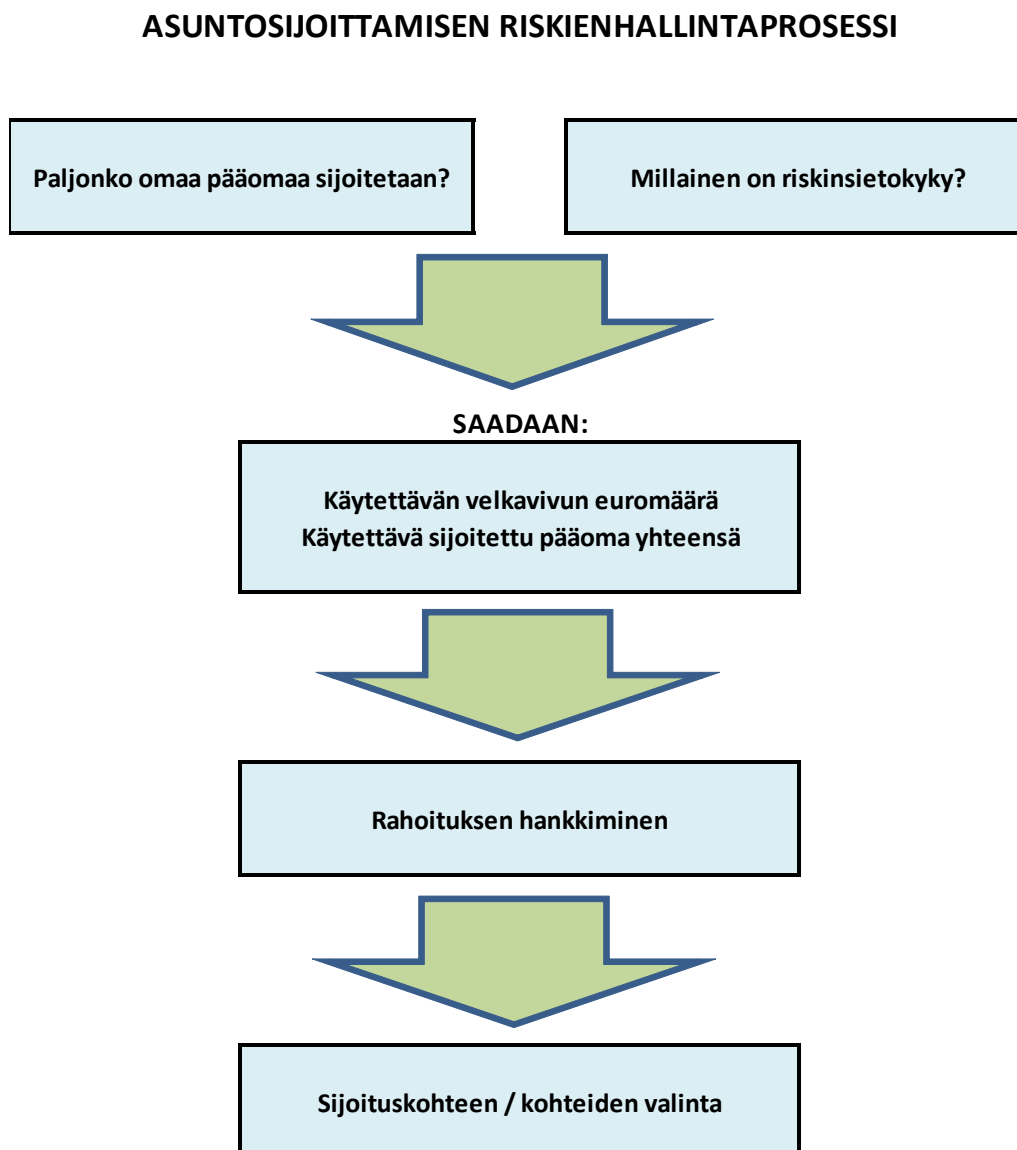 ASUNTOSIJOITTAMISEN RISKIENHALLINTAPROSESSI
Paljonko omaa pääomaa sijoitetaan?
Millainen on riskinsietokyky?
SAADAAN:
Käytettävän velkavivun euromäärä
Käytettävä sijoitettu pääoma yhteensä
Rahoituksen hankkiminen
Sijoituskohteen / kohteiden valinta